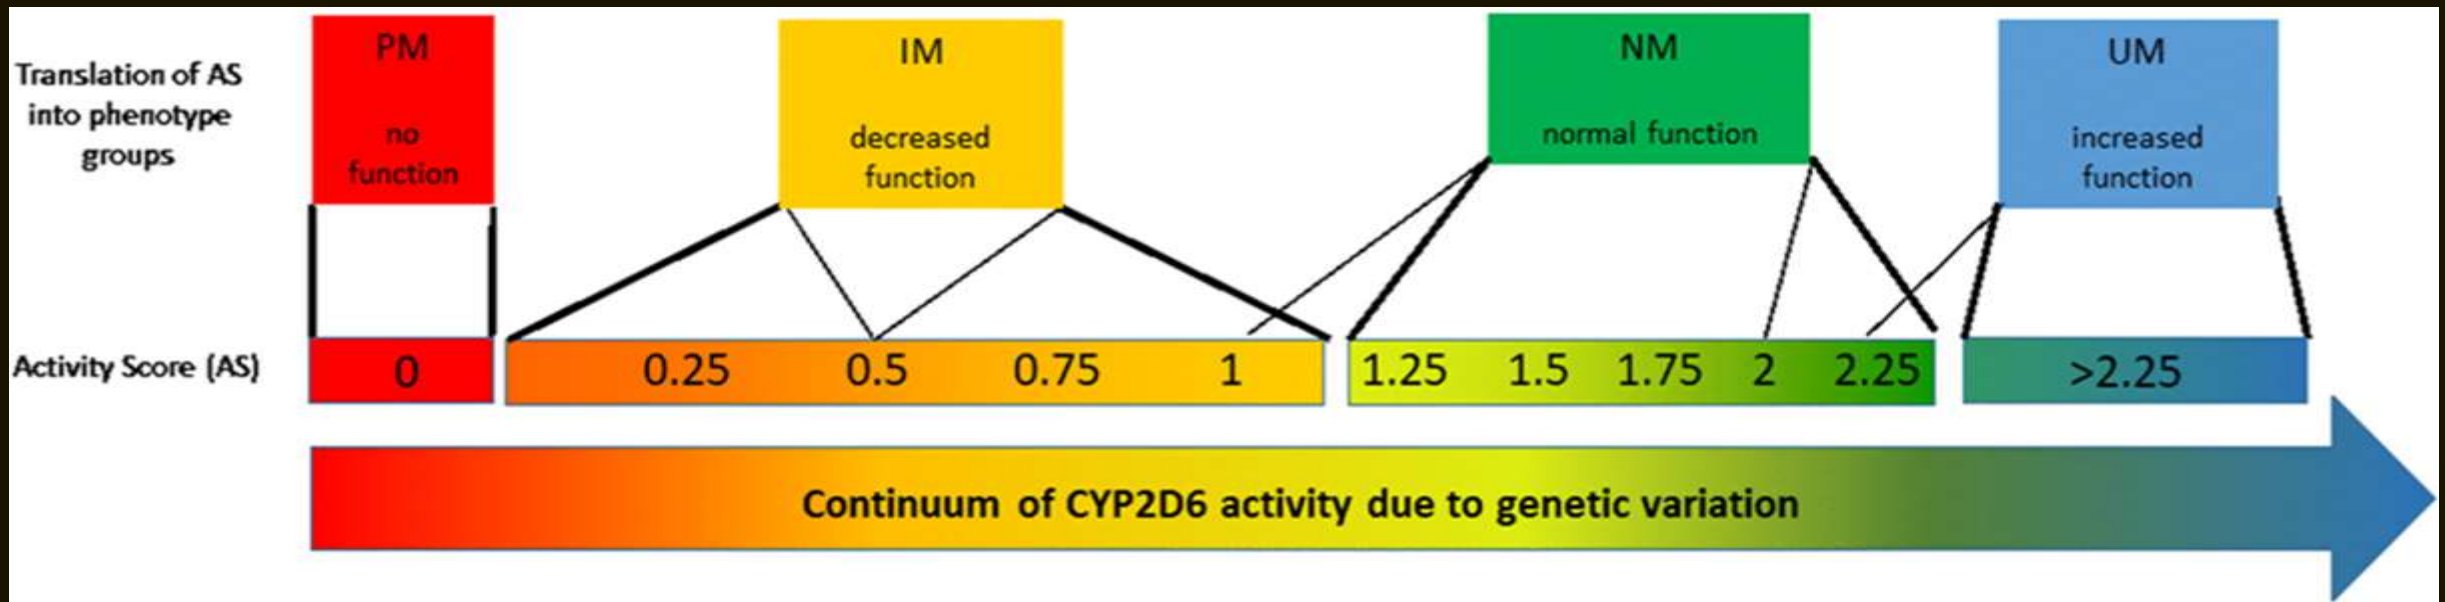 Translation of AS
into phenotype
groups
PM
no
function
IM
decreased
function
NM
normal function
UM
increased
function
Activity Score (AS)
0
0.25 0.5 0.75 1
1.25 1.5 1.75 2 2.25
>2.25
Continuum of CYP2D6 activity due to genetic variation